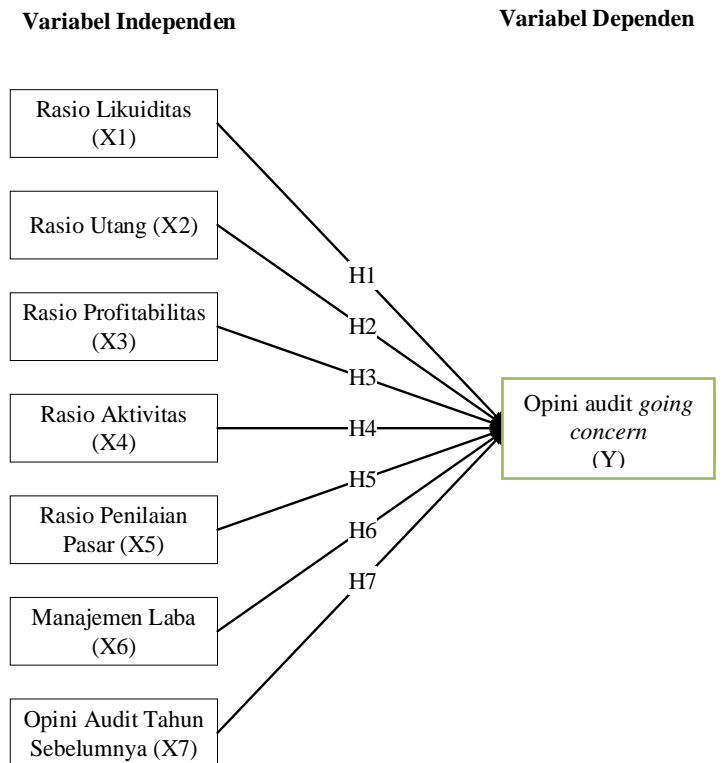 Variabel Independen
Variabel Dependen
Rasio Likuiditas
(X1)
Rasio Utang (X2)
Rasio Profitabilitas
(X3)
Rasio Aktivitas
(X4)
Rasio Penilaian
Pasar (X5)
Manajemen Laba
(X6)
Opini Audit Tahun
Sebelumnya (X7)
H1
H2
H3
H4
H5
H6
H7
Opini audit going
concern
(Y)